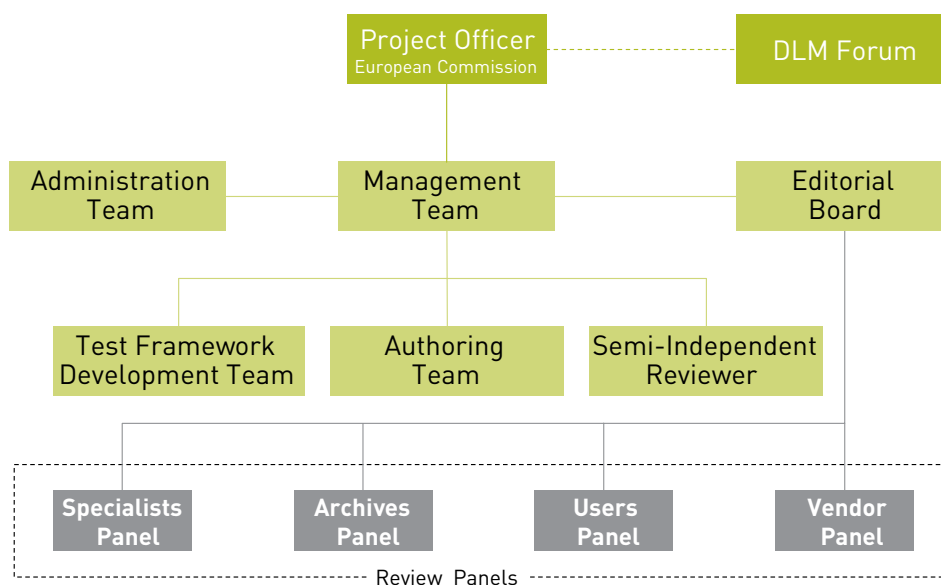 Project Officer
European Commission
DLM Forum
Administration
Team
Management
Team
Editorial
Board
Test Framework
Development Team
Authoring
Team
Semi-Independent
Reviewer
Specialists
Panel
Archives
Panel
Users
Panel
Vendor
Panel
Review Panels